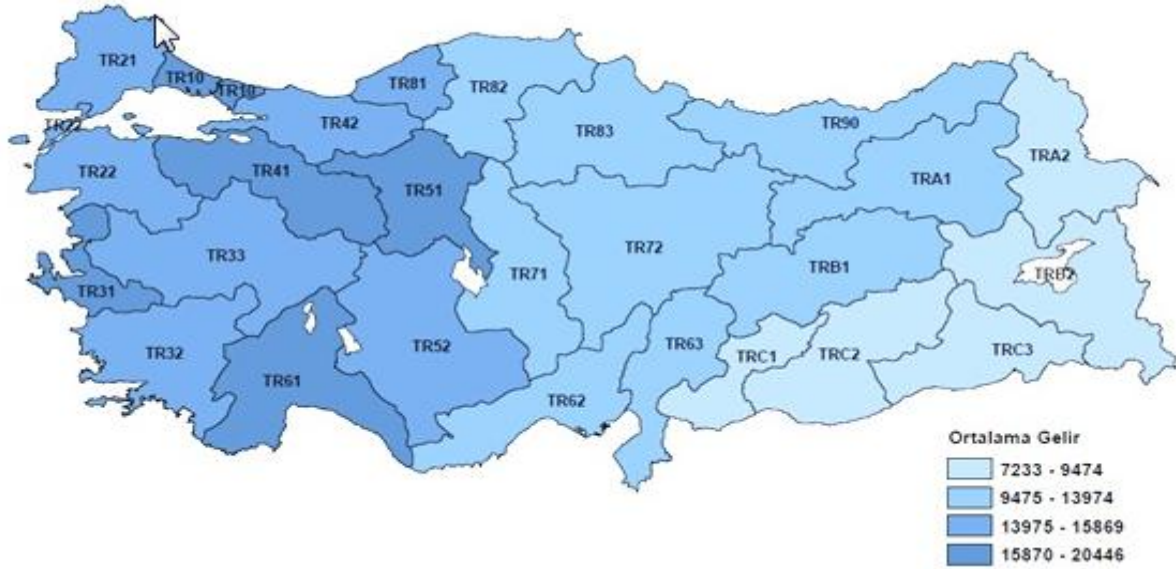 TR21
TR10
TR10
TR81
TR82
TR22
TR42
TR83
TR90
TR22
TR41
TR51
TRA1
TRA2
TR33
TR72
TR71
TRB1
TRB2
TR31
TR32
TR52
TR63
TRC1
TRC2
TRC3
TR61
TR62
Ortalama Gelir
7233 - 9474
9475 - 13974
13975 - 15869
15870 - 20446